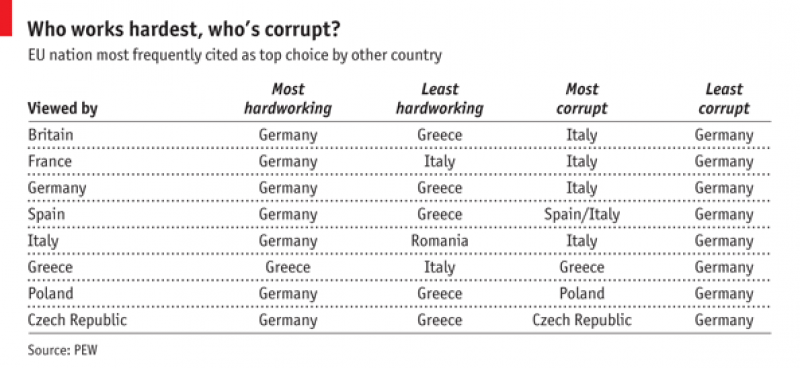 Who works hardest, who's corrupt?
EU nation most frequently cited as top choice by other country
Most Least Most Least
Viewed by hardworking hardworking corrupt corrupt
Britain Germany Greece Italy Germany
France Germany Italy Italy Germany
Germany Germany Greece Italy Germany
Spain Germany Greece Spain/Italy Germany
Italy Germany Romania Italy Germany
Greece Greece Italy Greece Germany
Poland Germany Greece Poland Germany
Czech Republic Germany Greece Czech Republic Germany
Source: PEW